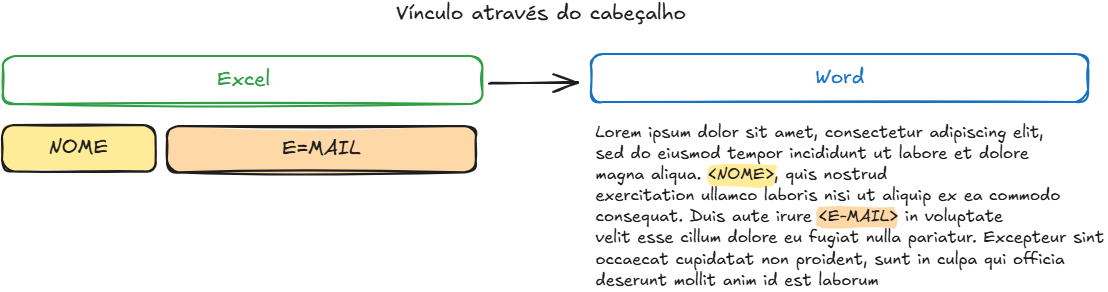 Vínculo através do cabeçalho
Excel
Word
NOME
E=MAIL
Lorem ipsum dolor sit amet, consectetur adipiscing elit,
sed do eiusmod tempor incididunt ut labore et dolore
magna aliqua. <NOME>, quis nostrud
exercitation ullamco laboris nisi ut aliquip ex ea commodo
consequat. Duis aute irure <E-MAIL> in voluptate
velit esse cillum dolore eu fugiat nulla pariatur. Excepteur sint
occaecat cupidatat non proident, sunt in culpa qui officia
deserunt mollit anim id est laborum